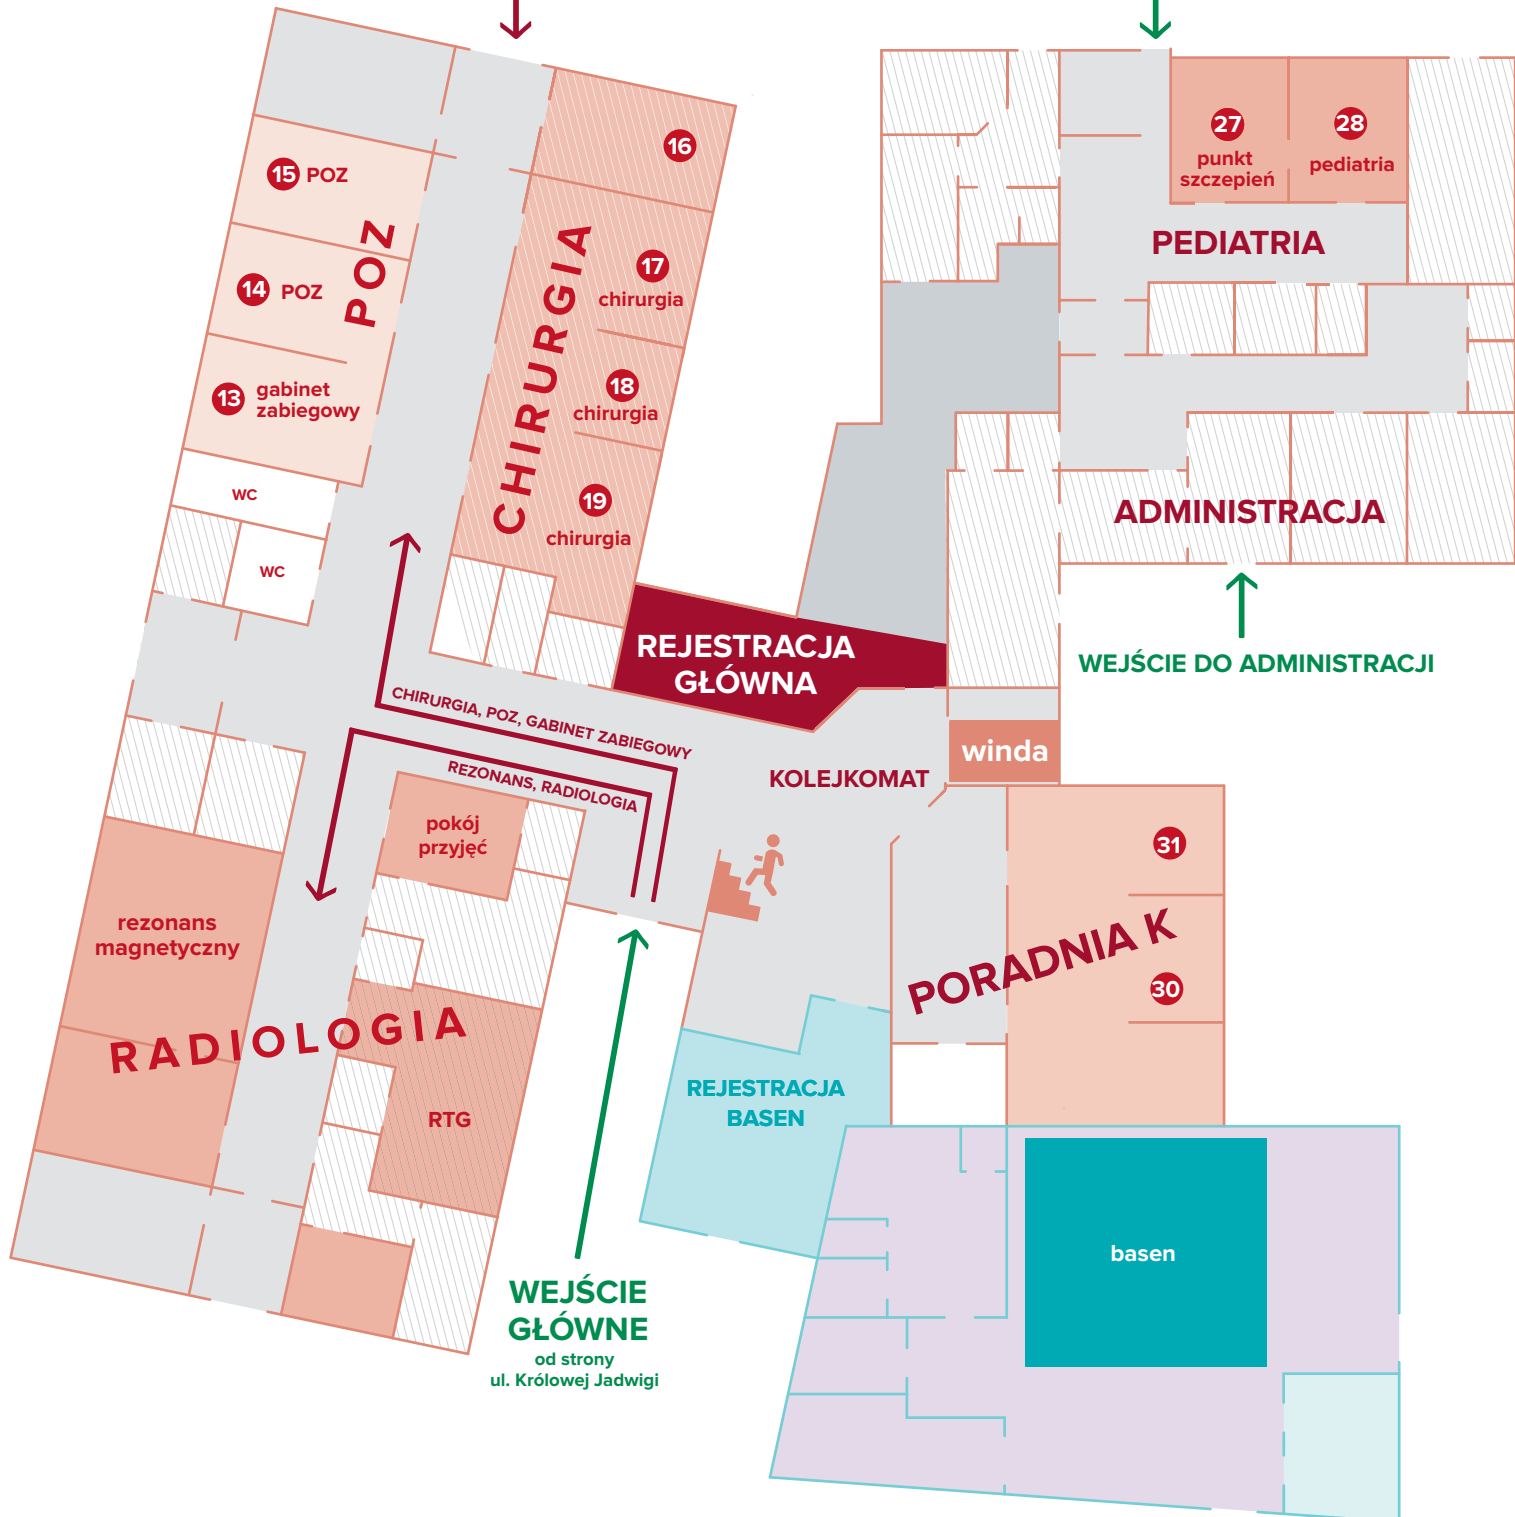 16
15 POZ
POZ
14 POZ
13 gabinet
zabiegowy
WC
WC
CHIRURGIA
17
chirurgia
18
chirurgia
19
chirurgia
27
punkt
szczepień
28
pediatria
PEDIATRIA
ADMINISTRACJA
WEJŚCIE DO ADMINISTRACJI
REJESTRACJA
GŁÓWNA
CHIRURGIA, POZ, GABINET ZABIEGOWY
REZONANS, RADIOLOGIA
KOLEJKOMAT
winda
pokój
przyjęć
31
PORADNIA K
30
rezonans
magnetyczny
RADIOLOGIA
RTG
REJESTRACJA
BASEN
basen
WEJŚCIE
GŁÓWNE
od strony
ul. Królowej Jadwigi